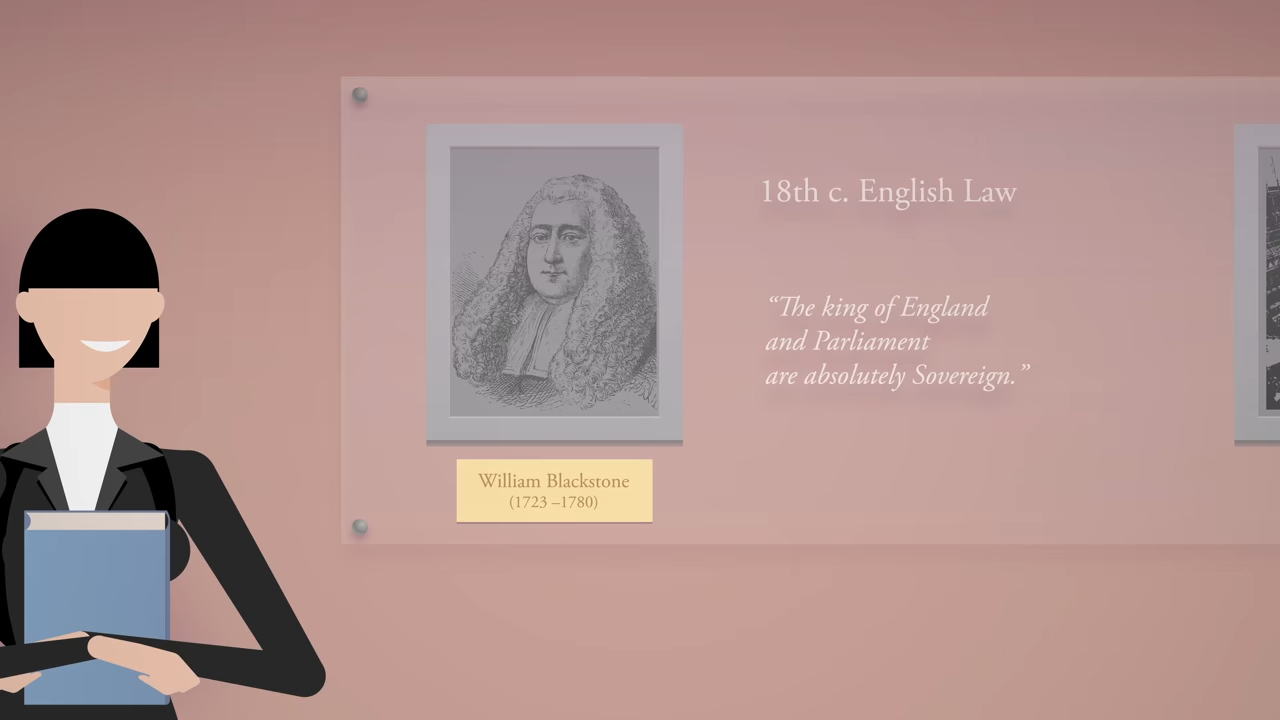 18th c. English Law
“The king of England
and Parliament
are absolutely Sovereign.”
William Blackstone
(1723 –1780)